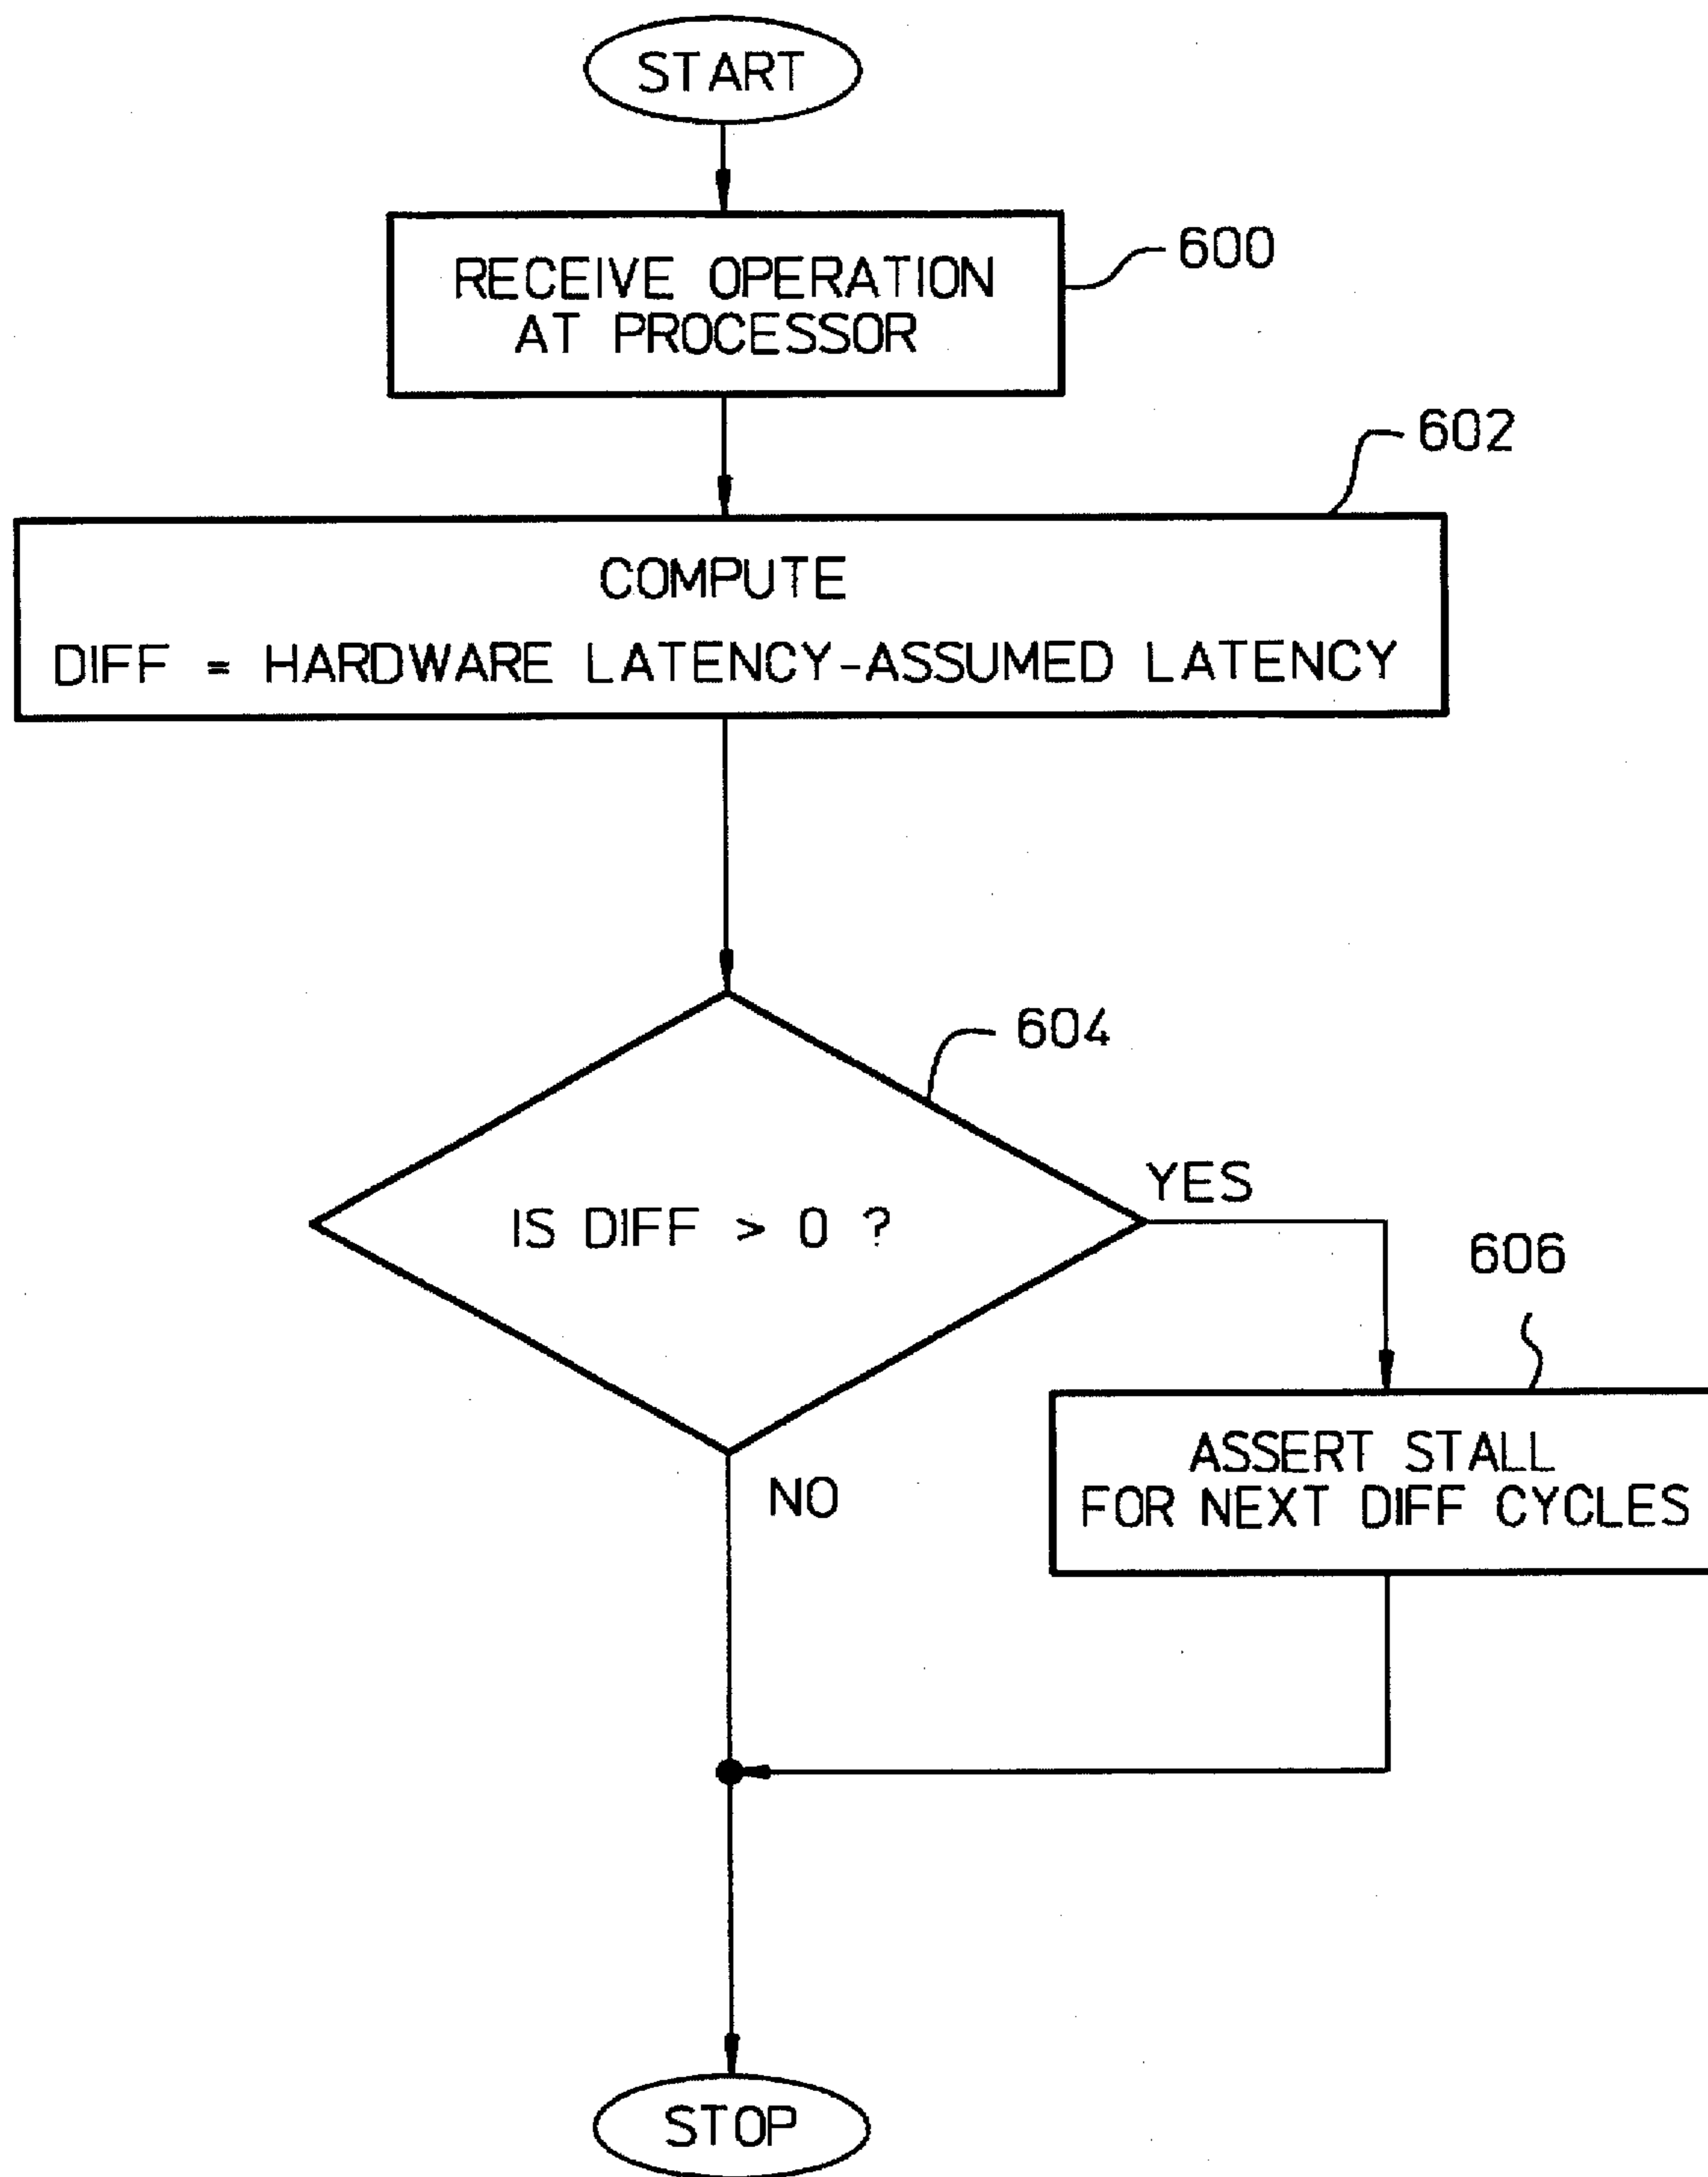 START
RECEIVE OPERATION
AT PROCESSOR
600
602
COMPUTE
DIFF = HARDWARE LATENCY-ASSUMED LATENCY
604
IS DIFF > 0 ?
YES
606
ASSERT STALL
FOR NEXT DIFF CYCLES
NO
STOP